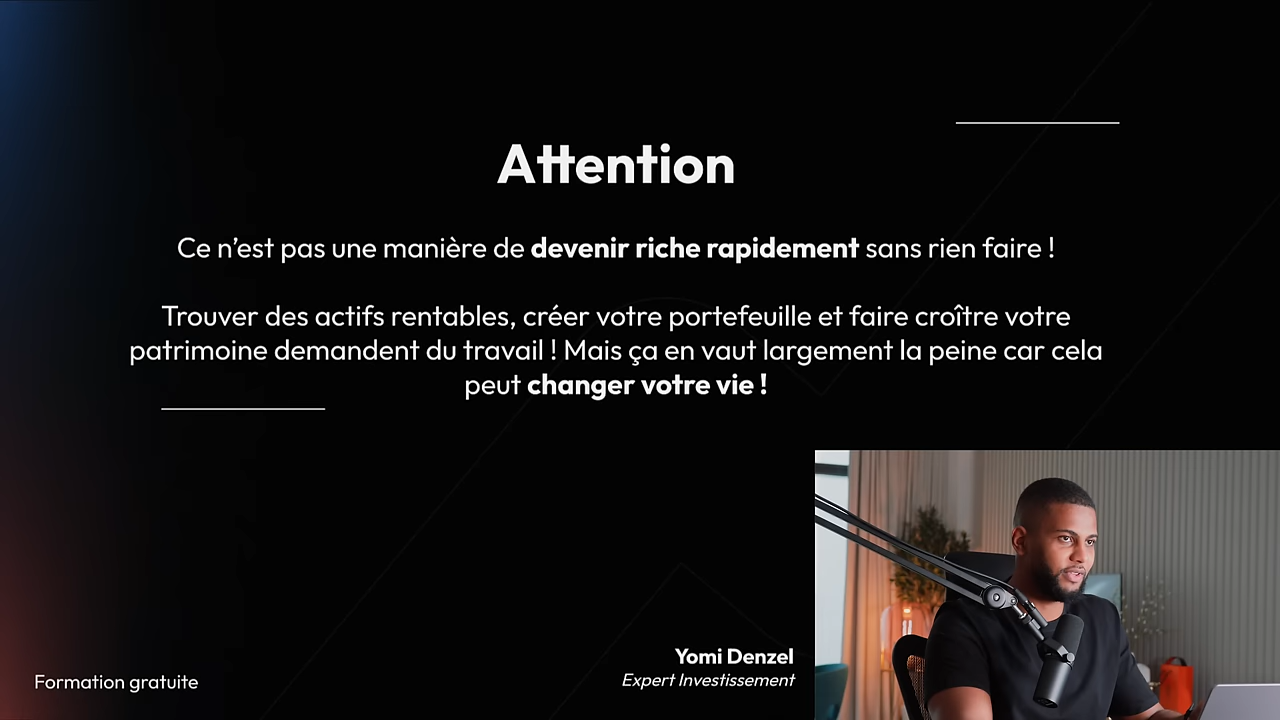 Attention
Ce n’est pas une manière de devenir riche rapidement sans rien faire !
Trouver des actifs rentables, créer votre portefeuille et faire croître votre
patrimoine demandent du travail ! Mais ça en vaut largement la peine car cela
peut changer votre vie !
Yomi Denzel
Expert Investissement
Formation gratuite